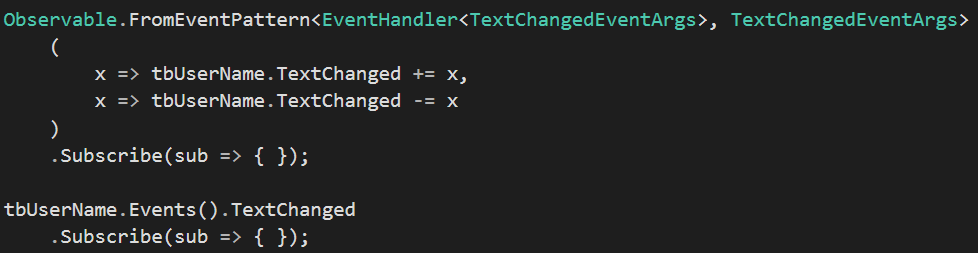 Observable.FromEventPattern<EventHandler<TextChangedEventArgs>, TextChangedEventArgs>
    (
        x => tbUserName.TextChanged += x,
        x => tbUserName.TextChanged -= x
    )
    .Subscribe(sub => { });

tbUserName.Events().TextChanged
    .Subscribe(sub => { });